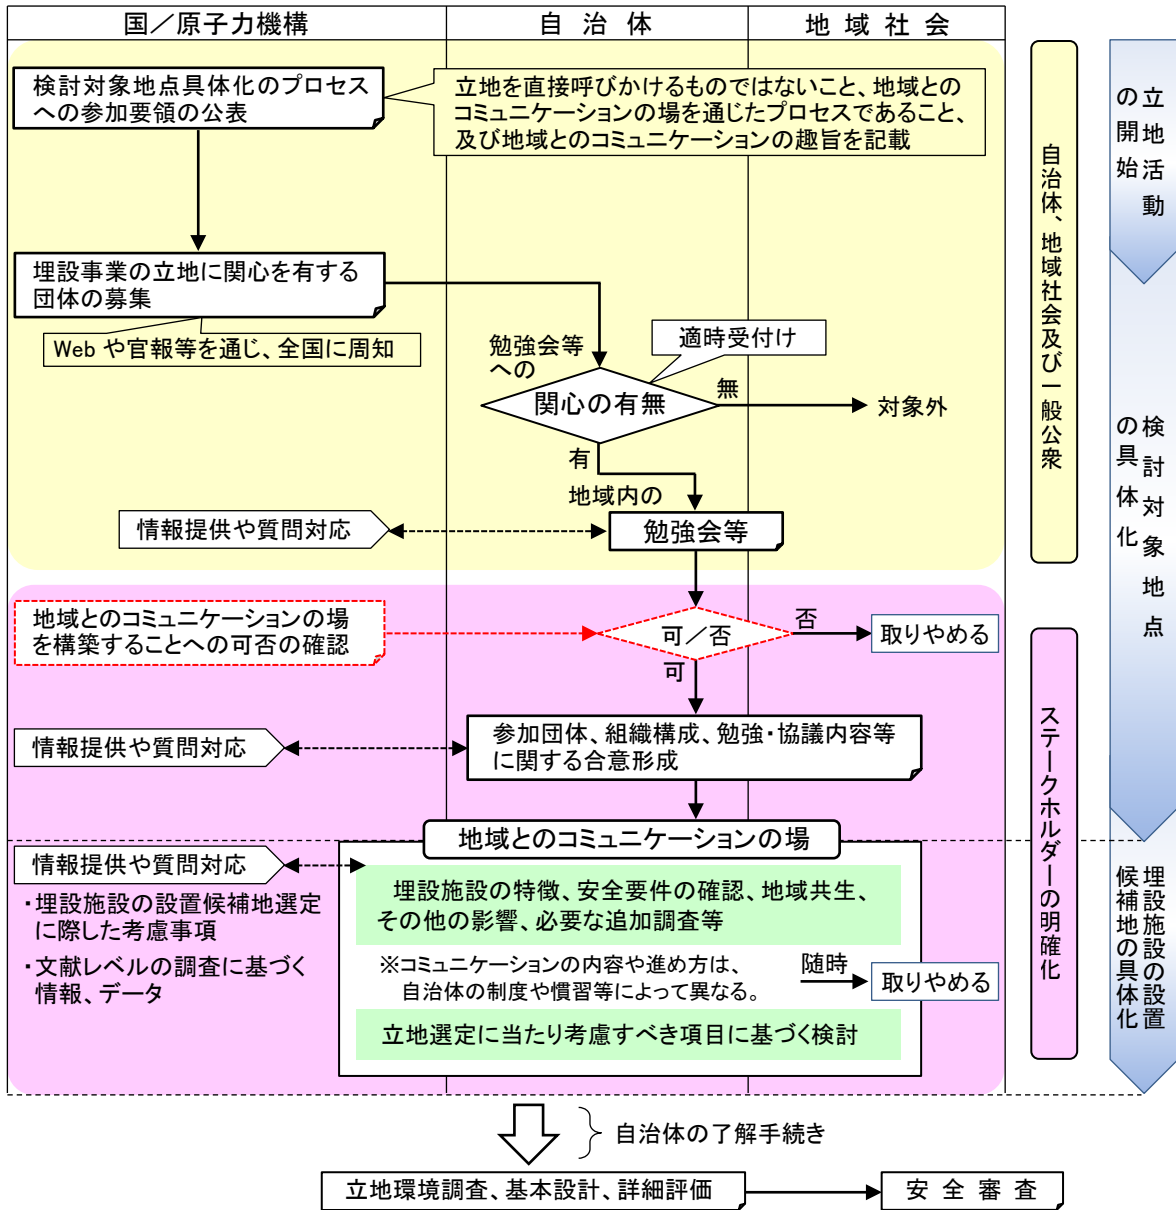 国／原子力機構
自 治 体
地 域 社 会
検討対象地点具体化のプロセス
への参加要領の公表
立地を直接呼びかけるものではないこと、地域との
コミュニケーションの場を通じたプロセスであること、
及び地域とのコミュニケーションの趣旨を記載
埋設事業の立地に関心を有する
団体の募集
Web や官報等を通じ、全国に周知
勉強会等
への
適時受付け
関心の有無
無
対象外
有
地域内の
情報提供や質問対応
勉強会等
地域とのコミュニケーションの場
を構築することへの可否の確認
可／否
否
取りやめる
可
情報提供や質問対応
参加団体、組織構成、勉強・協議内容等
に関する合意形成
地域とのコミュニケーションの場
情報提供や質問対応
・埋設施設の設置候補地選定
に際した考慮事項
・文献レベルの調査に基づく
情報、データ
埋設施設の特徴、安全要件の確認、地域共生、
その他の影響、必要な追加調査等
※コミュニケーションの内容や進め方は、
自治体の制度や慣習等によって異なる。
随時
取りやめる
立地選定に当たり考慮すべき項目に基づく検討
自治体の了解手続き
立地環境調査、基本設計、詳細評価
安 全 審 査
自治体、地域社会及び一般公衆
ステークホルダーの明確化
立地活動
の開始
検討対象地点
の具体化
埋設施設の設置
候補地の具体化